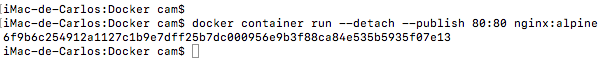 iMac-de-Carlos:Docker cam$
iMac-de-Carlos:Docker cam$ docker container run --detach --publish 80:80 nginx:alpine
6f9b6c254912a1127c1b9e7dff25b7dc000956e9b3f88ca84e535b5935f07e13
iMac-de-Carlos:Docker cam$